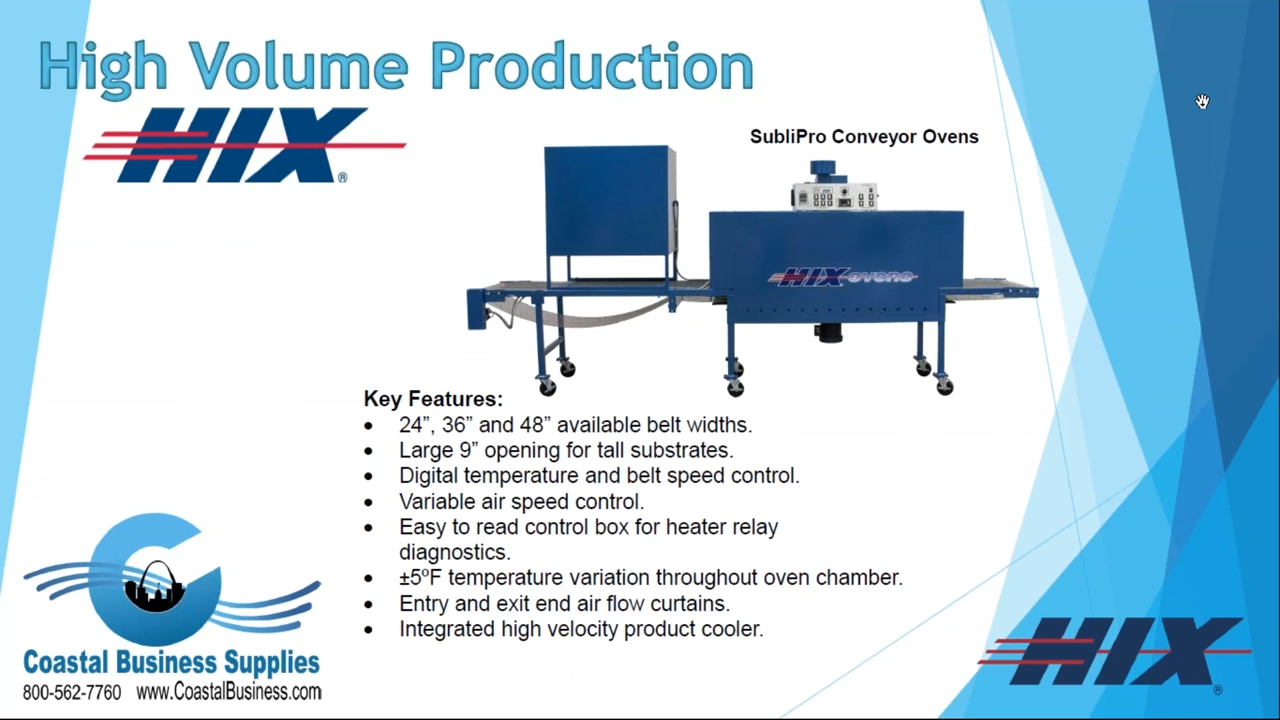 High Volume Production
HIX®
SubliPro Conveyor Ovens
HIX ovens
Key Features:
• 24”, 36” and 48” available belt widths.
• Large 9” opening for tall substrates.
• Digital temperature and belt speed control.
• Variable air speed control.
• Easy to read control box for heater relay
diagnostics.
• ±5ºF temperature variation throughout oven chamber.
• Entry and exit end air flow curtains.
• Integrated high velocity product cooler.
Coastal Business Supplies
800-562-7760 www.CoastalBusiness.com
HIX®